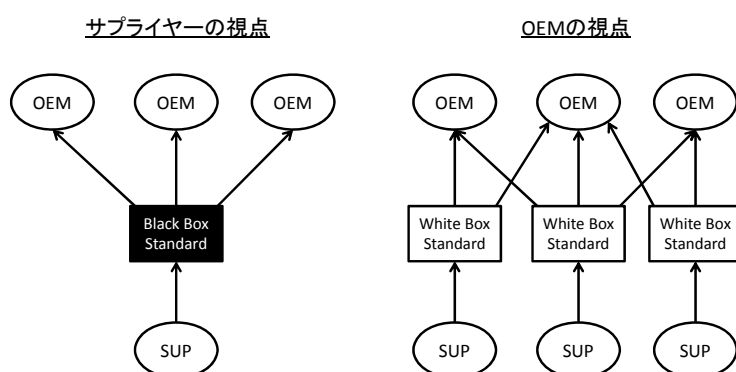 サプライヤーの視点
OEMの視点
OEM
OEM
OEM
OEM
OEM
OEM
Black Box
Standard
White Box
Standard
White Box
Standard
White Box
Standard
SUP
SUP
SUP
SUP